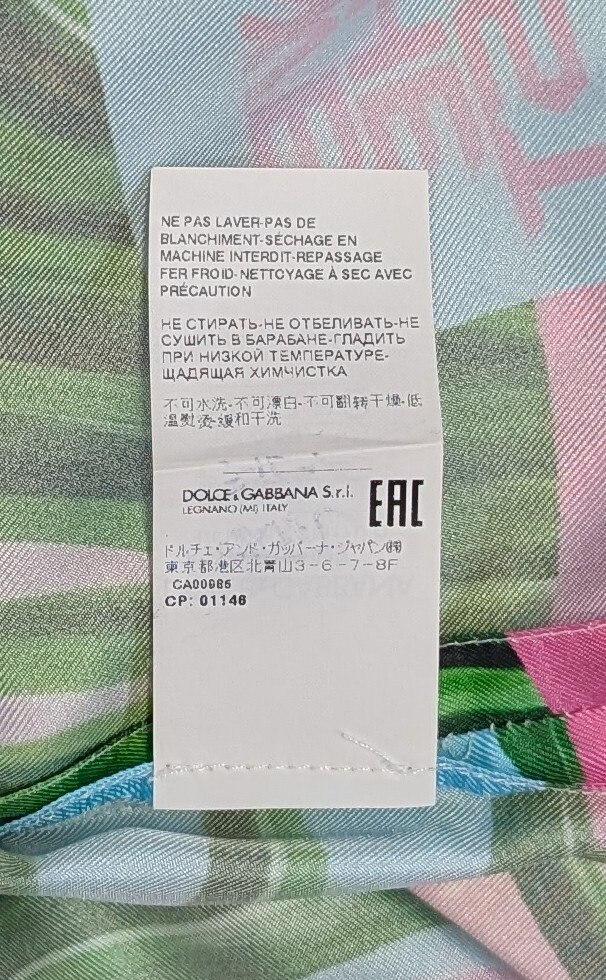 NE PAS LAVER-PAS DE
BLANCHIMENT-SÉCHAGE EN
MACHINE INTERDIT-REPASSAGE
FER FROID-NETTOYAGE À SEC AVEC
PRÉCAUTION
НЕ СТИРАТЬ-НЕ ОТБЕЛИВАТЬ-НЕ
СУШИТЬ В БАРАБАНЕ-ГЛАДИТЬ
ПРИ НИЗКОЙ ТЕМПЕРАТУРЕ-
ЩАДЯЩАЯ ХИМЧИСТКА
不可水洗-不可漂白-不可翻转干燥-低
温熨烫-缓和干洗
DOLCE & GABBANA S.r.l.
LEGNANO (MI) ITALY
EAC
ドルチェ・アンド・ガッバーナ・ジャパン㈱
東京都港区北青山3-6-7-8F
CA00985
CP: 01146